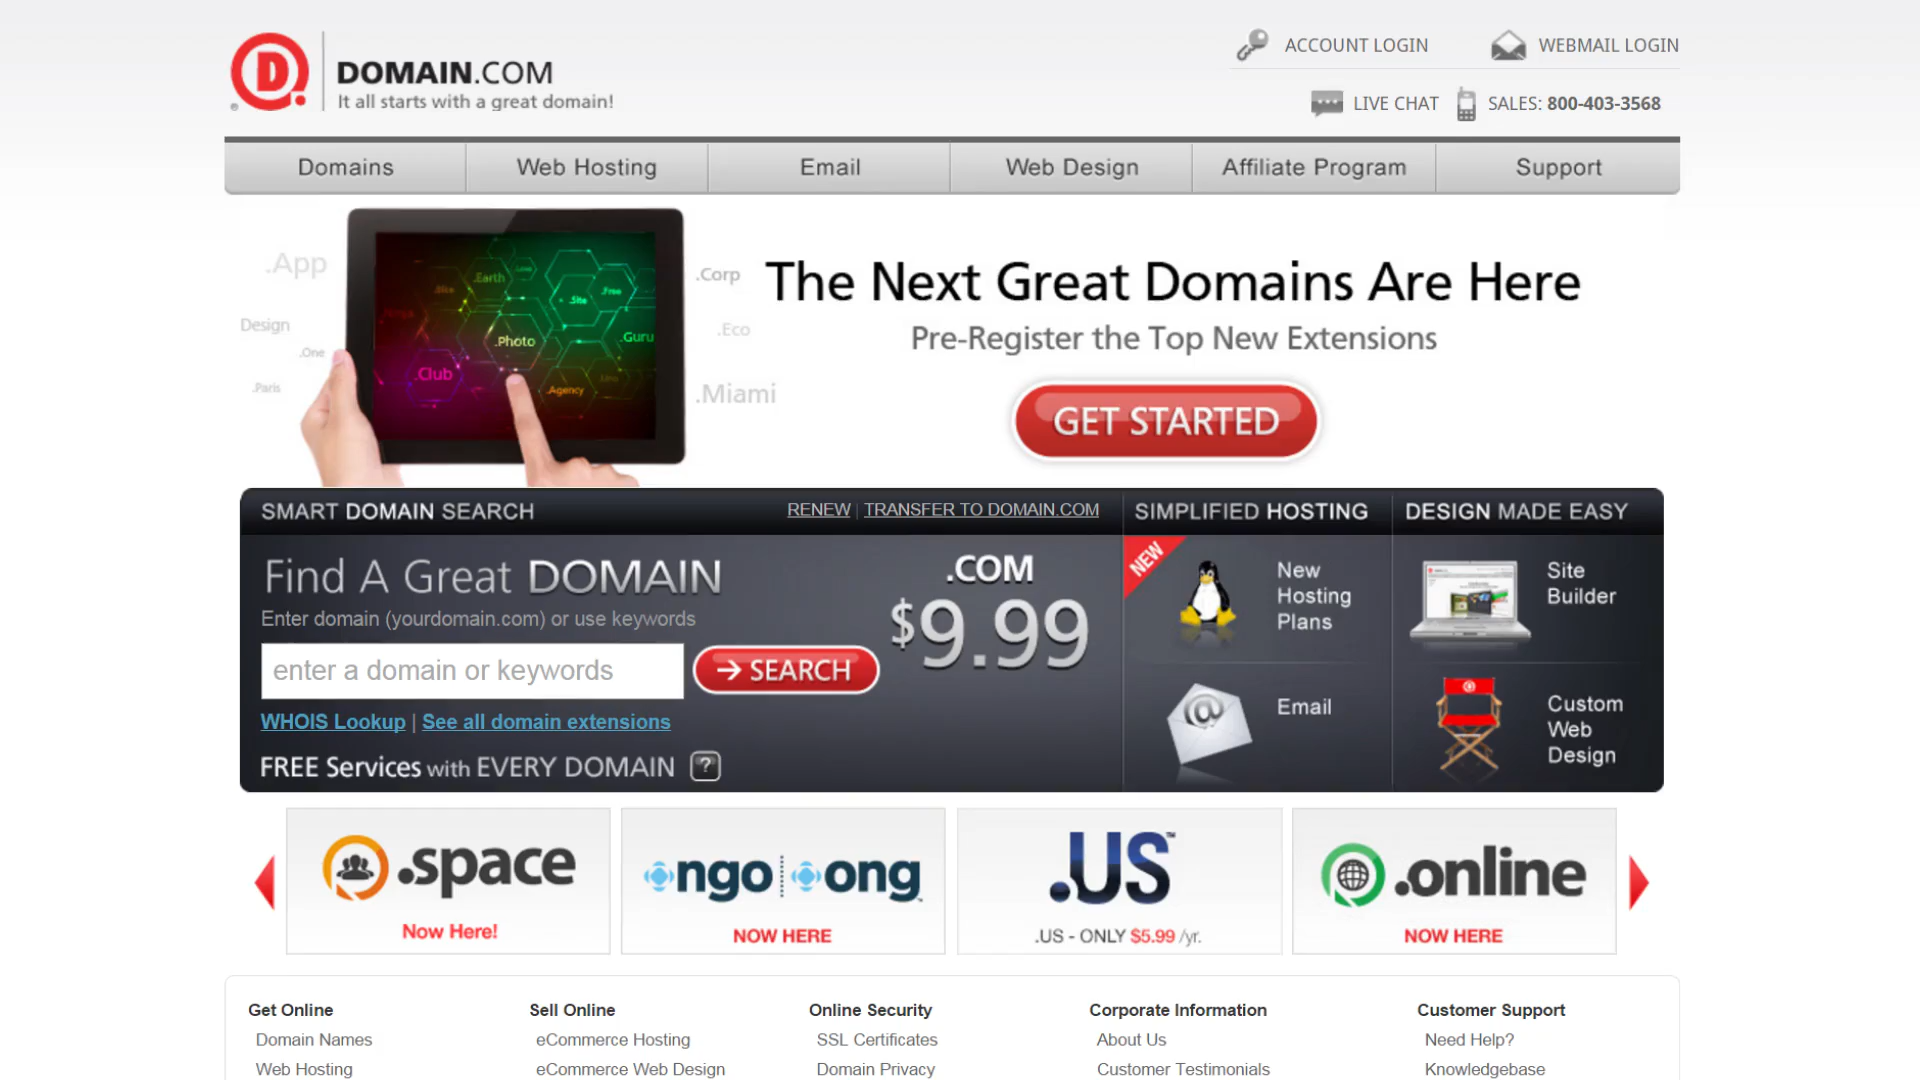 DOMAIN.COM
It all starts with a great domain!
ACCOUNT LOGIN
WEBMAIL LOGIN
LIVE CHAT
SALES: 800-403-3568
Domains
Web Hosting
Email
Web Design
Affiliate Program
Support
.App
Design
.One
.Paris
.Earth
.Site
.Free
.Photo
.Guru
.Club
.Agency
.Corp
.Eco
.Miami
The Next Great Domains Are Here
Pre-Register the Top New Extensions
GET STARTED
SMART DOMAIN SEARCH
RENEW | TRANSFER TO DOMAIN.COM
Find A Great DOMAIN
Enter domain (yourdomain.com) or use keywords
enter a domain or keywords
→ SEARCH
.COM
$9.99
WHOIS Lookup | See all domain extensions
FREE Services with EVERY DOMAIN ?
SIMPLIFIED HOSTING
NEW
New
Hosting
Plans
Email
DESIGN MADE EASY
Site
Builder
Custom
Web
Design
.space
Now Here!
ngo ong
NOW HERE
.US™
.US - ONLY $5.99 /yr.
.online
NOW HERE
Get Online
Domain Names
Web Hosting
Sell Online
eCommerce Hosting
eCommerce Web Design
Online Security
SSL Certificates
Domain Privacy
Corporate Information
About Us
Customer Testimonials
Customer Support
Need Help?
Knowledgebase